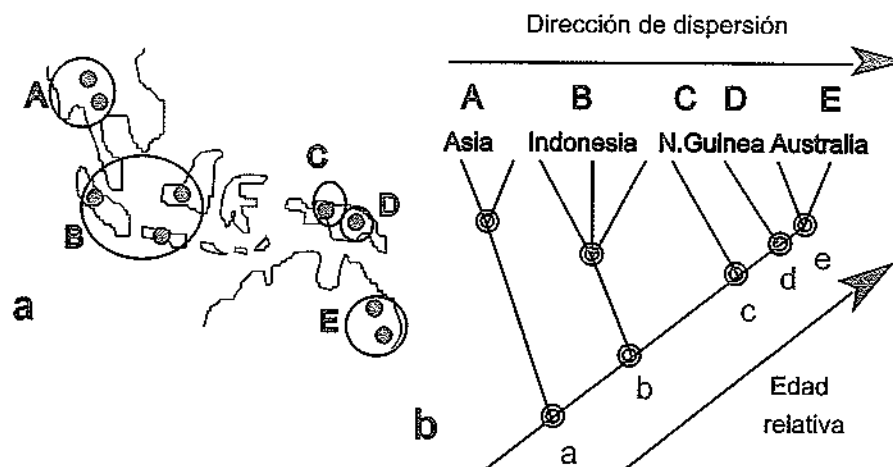 Dirección de dispersión
A B C D E
Asia Indonesia N.Guinea Australia
A
B
C
D
E
a
e
d
c
b
a
b
Edad
relativa